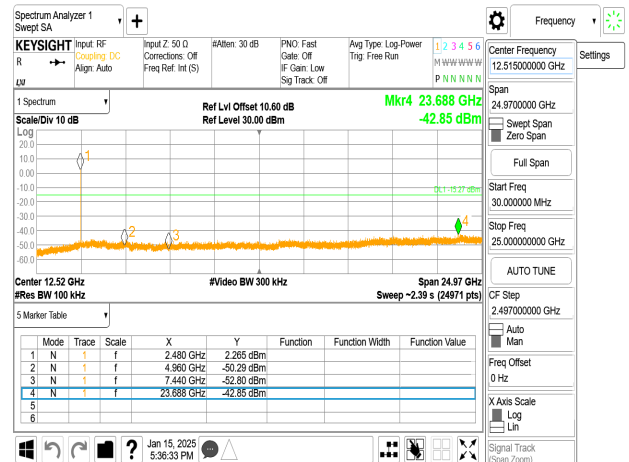 Spectrum Analyzer 1
Swept SA
Frequency
KEYSIGHT
R
Input: RF
Coupling: DC
Align: Auto
Input Z: 50 Ω
Corrections: Off
Freq Ref: Int (S)
#Atten: 30 dB
PNO: Fast
Gate: Off
IF Gain: Low
Sig Track: Off
Avg Type: Log-Power
Trig: Free Run
1 2 3 4 5 6
M W W W W W
P N N N N N
Center Frequency
12.515000000 GHz
Settings
Span
24.9700000 GHz
Swept Span
Zero Span
Full Span
Start Freq
30.000000 MHz
Stop Freq
25.000000000 GHz
AUTO TUNE
CF Step
2.497000000 GHz
Auto
Man
Freq Offset
0 Hz
X Axis Scale
Log
Lin
Signal Track
(Span Zoom)
1 Spectrum
Scale/Div 10 dB
Ref Lvl Offset 10.60 dB
Ref Level 30.00 dBm
Mkr4 23.688 GHz
-42.85 dBm
Log
20.0
10.0
0.00
-10.0
-20.0
-30.0
-40.0
-50.0
-60.0
1
2
3
4
DL1 -15.27 dBm
Center 12.52 GHz
#Res BW 100 kHz
#Video BW 300 kHz
Span 24.97 GHz
Sweep ~2.39 s (24971 pts)
5 Marker Table
Mode Trace Scale X Y Function Function Width Function Value
1 N 1 f 2.480 GHz 2.265 dBm
2 N 1 f 4.960 GHz -50.29 dBm
3 N 1 f 7.440 GHz -52.80 dBm
4 N 1 f 23.688 GHz -42.85 dBm
5
6
?
Jan 15, 2025
5:36:33 PM